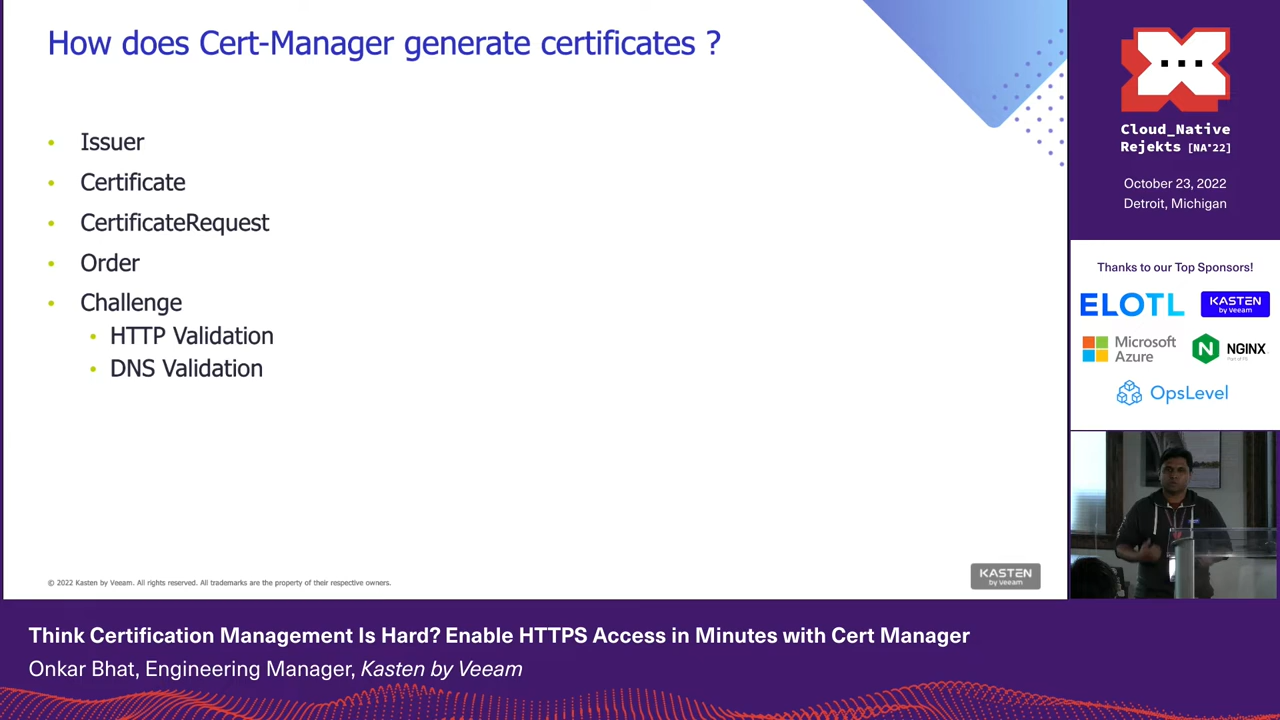 How does Cert-Manager generate certificates ?
• Issuer
• Certificate
• CertificateRequest
• Order
• Challenge
• HTTP Validation
• DNS Validation
© 2022 Kasten by Veeam. All rights reserved. All trademarks are the property of their respective owners.
KASTEN
by Veeam
Cloud_Native
Rejekts [NA'22]
October 23, 2022
Detroit, Michigan
Thanks to our Top Sponsors!
ELOTL
KASTEN
by Veeam
Microsoft
Azure
N
NGINX
Part of F5
OpsLevel
Think Certification Management Is Hard? Enable HTTPS Access in Minutes with Cert Manager
Onkar Bhat, Engineering Manager, Kasten by Veeam